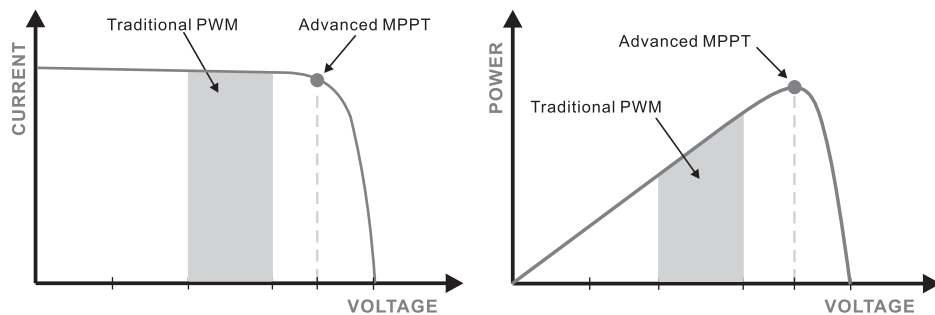 Traditional PWM
Advanced MPPT
CURRENT
VOLTAGE
Advanced MPPT
Traditional PWM
POWER
VOLTAGE